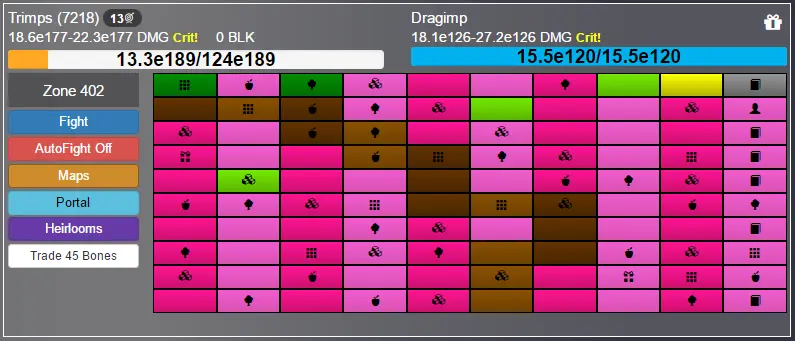 Trimps (7218) 13
Dragimp
18.6e177-22.3e177 DMG Crit! 0 BLK
18.1e126-27.2e126 DMG Crit!
13.3e189/124e189
15.5e120/15.5e120
Zone 402
Fight
AutoFight Off
Maps
Portal
Heirlooms
Trade 45 Bones